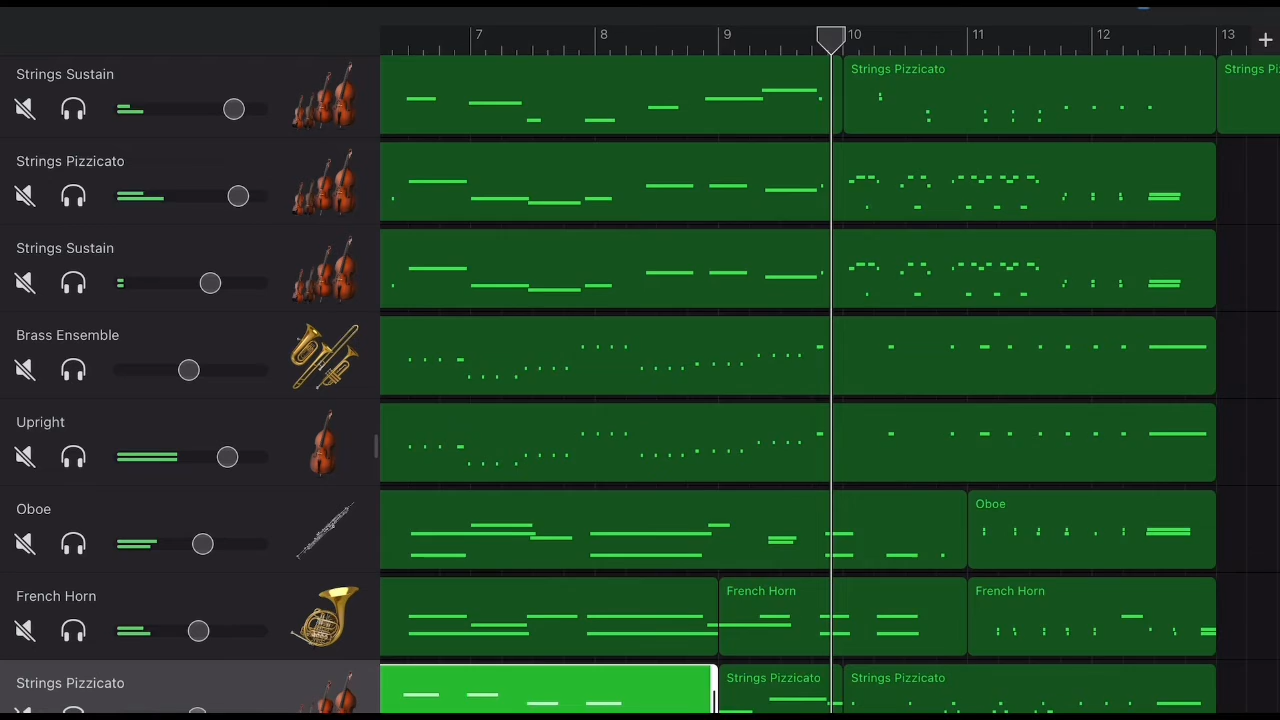 7 8 9 10 11 12 13 +
Strings Sustain
Strings Pizzicato
Strings Pi
Strings Pizzicato
Strings Sustain
Brass Ensemble
Upright
Oboe
Oboe
French Horn
French Horn
French Horn
Strings Pizzicato
Strings Pizzicato
Strings Pizzicato